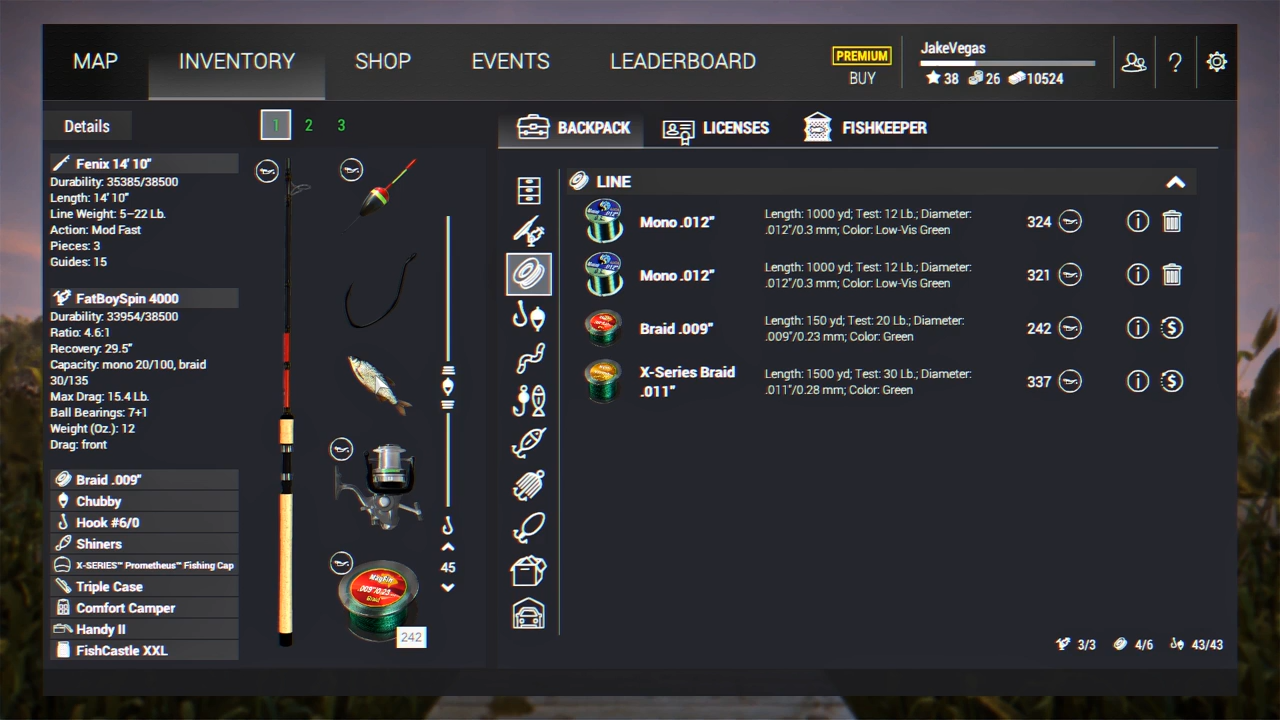 MAP
INVENTORY
SHOP
EVENTS
LEADERBOARD
PREMIUM
BUY
JakeVegas
38 26 10524
?
Details
1 2 3
BACKPACK
LICENSES
FISHKEEPER
Fenix 14' 10"
Durability: 35385/38500
Length: 14' 10"
Line Weight: 5–22 Lb.
Action: Mod Fast
Pieces: 3
Guides: 15
FatBoySpin 4000
Durability: 33954/38500
Ratio: 4.6:1
Recovery: 29.5"
Capacity: mono 20/100, braid
30/135
Max Drag: 15.4 Lb.
Ball Bearings: 7+1
Weight (Oz.): 12
Drag: front
Braid .009"
Chubby
Hook #6/0
Shiners
X-SERIES™ Prometheus™ Fishing Cap
Triple Case
Comfort Camper
Handy II
FishCastle XXL
45
MagFin
.009"/0.23
242
LINE
Mono .012"
Length: 1000 yd; Test: 12 Lb.; Diameter:
.012"/0.3 mm; Color: Low-Vis Green
324
Mono .012"
Length: 1000 yd; Test: 12 Lb.; Diameter:
.012"/0.3 mm; Color: Low-Vis Green
321
Braid .009"
Length: 150 yd; Test: 20 Lb.; Diameter:
.009"/0.23 mm; Color: Green
242
X-Series Braid
.011"
Length: 1500 yd; Test: 30 Lb.; Diameter:
.011"/0.28 mm; Color: Green
337
3/3 4/6 43/43